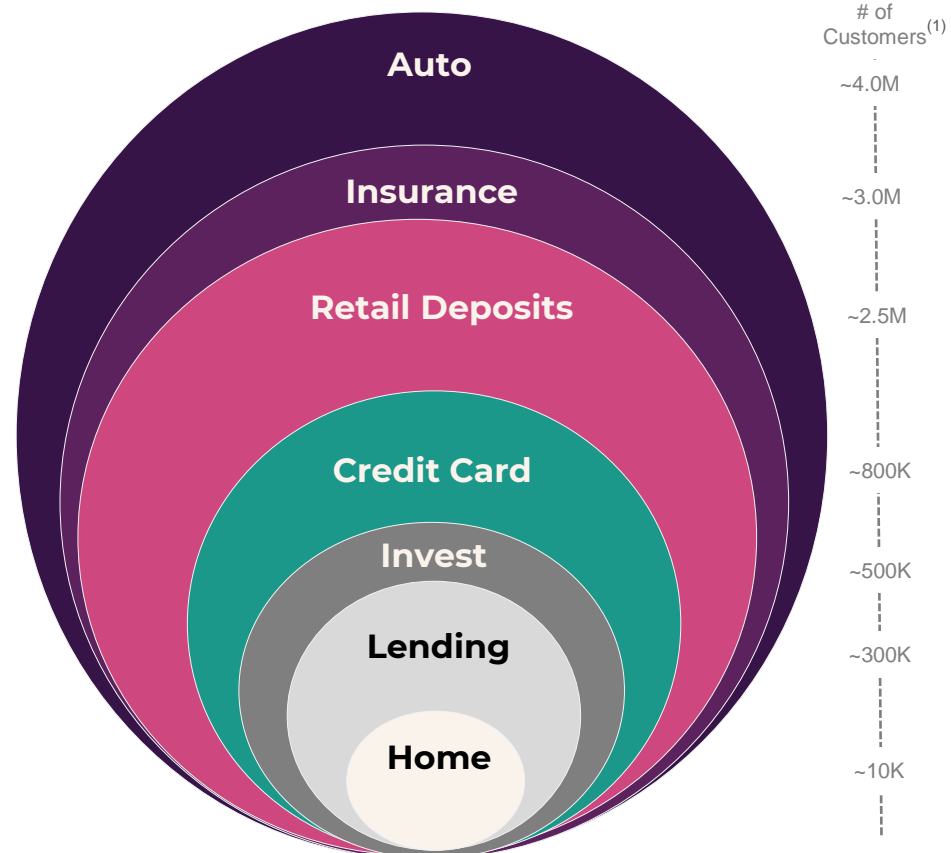 # of
Customers(1)
Auto
~4.0M
Insurance
~3.0M
Retail Deposits
~2.5M
Credit Card
~800K
Invest
~500K
Lending
~300K
Home
~10K